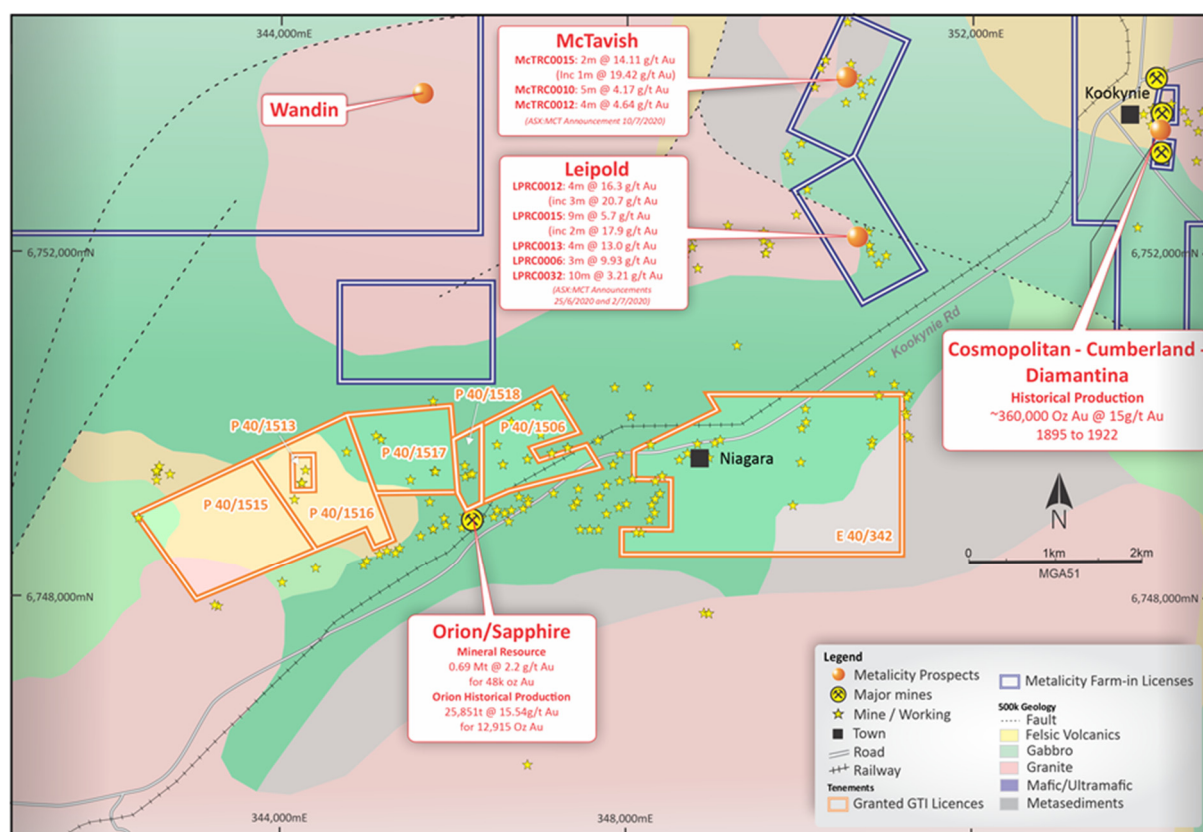 344,000mE
352,000mE
McTavish
McTRC0015: 2m @ 14.11 g/t Au
(Inc 1m @ 19.42 g/t Au)
McTRC0010: 5m @ 4.17 g/t Au
McTRC0012: 4m @ 4.64 g/t Au
(ASX:MCT Announcement 10/7/2020)
Wandin
Kookynie
Leipold
LPRC0012: 4m @ 16.3 g/t Au
(inc 3m @ 20.7 g/t Au
LPRC0015: 9m @ 5.7 g/t Au
(inc 2m @ 17.9 g/t Au
LPRC0013: 4m @ 13.0 g/t Au
LPRC0006: 3m @ 9.93 g/t Au
LPRC0032: 10m @ 3.21 g/t Au
(ASX:MCT Announcements
25/6/2020 and 2/7/2020)
6,752,000mN
6,752,000mN
Kookynie Rd
Cosmopolitan - Cumberland -
Diamantina
Historical Production
~360,000 Oz Au @ 15g/t Au
1895 to 1922
P 40/1518
P 40/1513
P 40/1506
P 40/1517
Niagara
P 40/1515
P 40/1516
E 40/342
N
0
1km
2km
MGA51
6,748,000mN
6,748,000mN
Orion/Sapphire
Mineral Resource
0.69 Mt @ 2.2 g/t Au
for 48k oz Au
Orion Historical Production
25,851t @ 15.54g/t Au
for 12,915 Oz Au
Legend
Metalicity Prospects
Major mines
Mine / Working
Town
Road
Railway
Tenements
Granted GTI Licences
Metalicity Farm-in Licenses
500k Geology
Fault
Felsic Volcanics
Gabbro
Granite
Mafic/Ultramafic
Metasediments
344,000mE
348,000mE